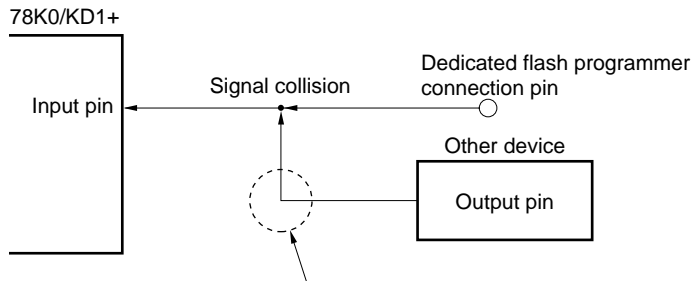 78K0/KD1+
Dedicated flash programmer
connection pin
Signal collision
Input pin
Other device
Output pin